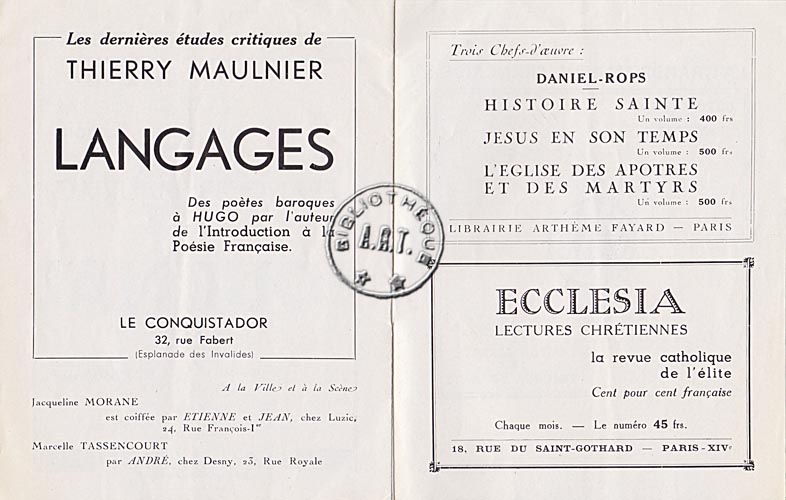 Les dernières études critiques de
THIERRY MAULNIER
LANGAGES
Des poètes baroques
à HUGO par l'auteur
de l'Introduction à la
Poésie Française.
LE CONQUISTADOR
32, rue Fabert
(Esplanade des Invalides)
A la Ville et à la Scène
Jacqueline MORANE
est coiffée par ETIENNE et JEAN, chez Luzic,
24, Rue François-Iᵉʳ
Marcelle TASSENCOURT
par ANDRÉ, chez Desny, 23, Rue Royale
BIBLIOTHÈQUE
A.R.T.
Trois Chefs-d'œuvre :
DANIEL-ROPS
HISTOIRE SAINTE
Un volume : 400 frs
JESUS EN SON TEMPS
Un volume : 500 frs
L'EGLISE DES APOTRES
ET DES MARTYRS
Un volume : 500 frs
LIBRAIRIE ARTHÈME FAYARD — PARIS
ECCLESIA
LECTURES CHRÉTIENNES
la revue catholique
de l'élite
Cent pour cent française
Chaque mois. — Le numéro 45 frs.
18, RUE DU SAINT-GOTHARD — PARIS-XIVᵉ